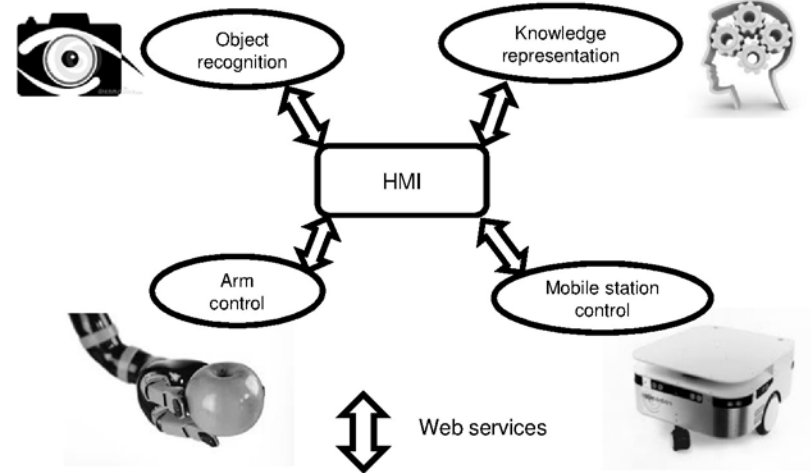 Object
recognition
Knowledge
representation
HMI
Arm
control
Mobile station
control
Web services